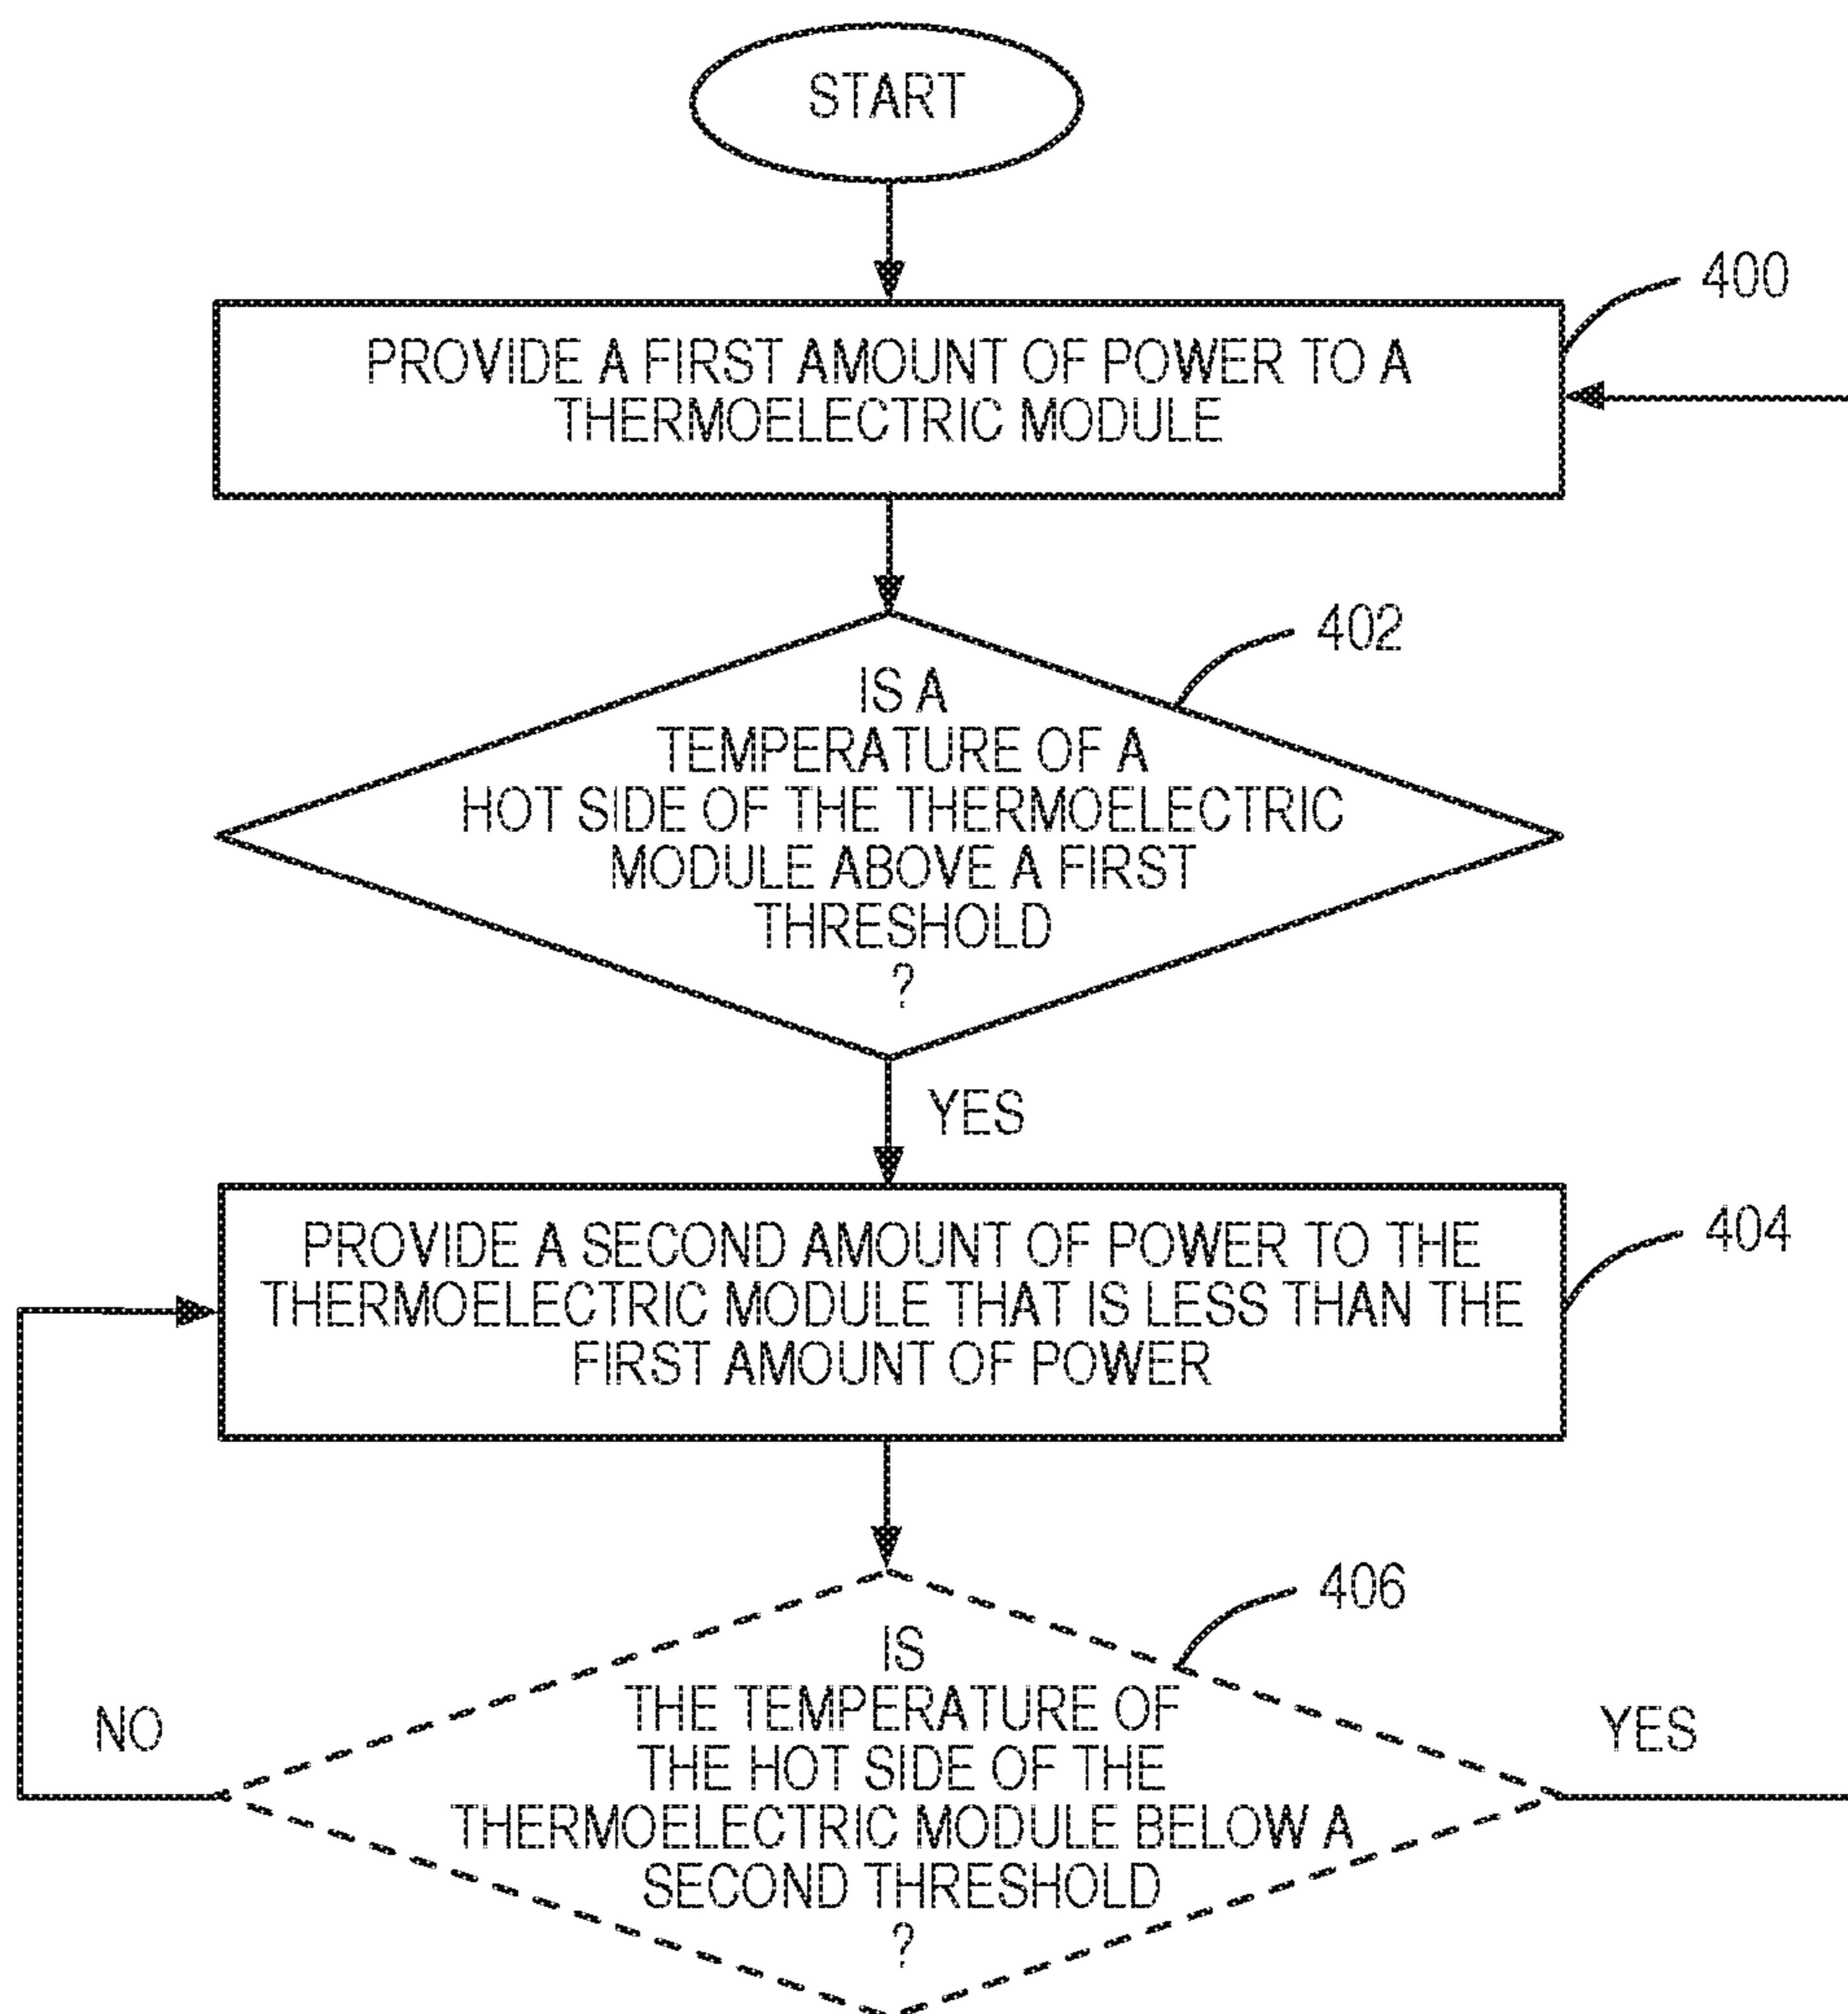 START
400
PROVIDE A FIRST AMOUNT OF POWER TO A
THERMOELECTRIC MODULE
402
IS A
TEMPERATURE OF A
HOT SIDE OF THE THERMOELECTRIC
MODULE ABOVE A FIRST
THRESHOLD
?
YES
404
PROVIDE A SECOND AMOUNT OF POWER TO THE
THERMOELECTRIC MODULE THAT IS LESS THAN THE
FIRST AMOUNT OF POWER
406
IS
THE TEMPERATURE OF
THE HOT SIDE OF THE
THERMOELECTRIC MODULE BELOW A
SECOND THRESHOLD
?
NO
YES